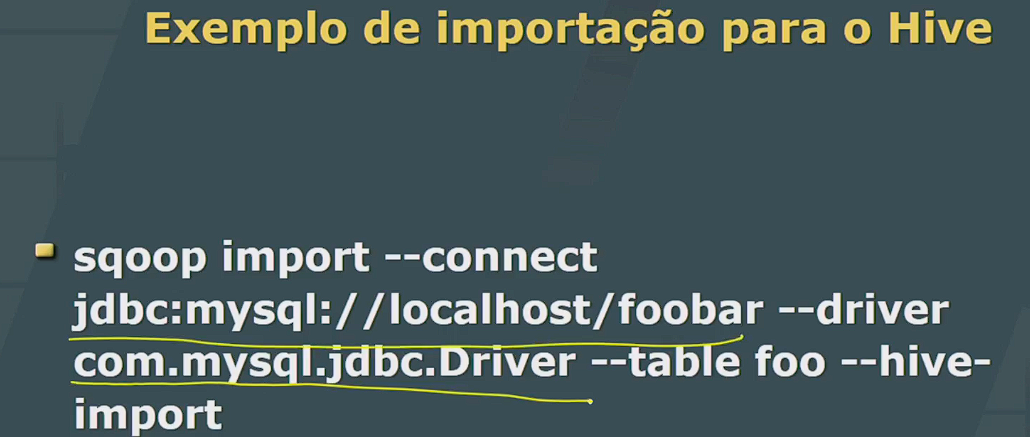 Exemplo de importação para o Hive
sqoop import --connect
jdbc:mysql://localhost/foobar --driver
com.mysql.jdbc.Driver --table foo --hive-
import